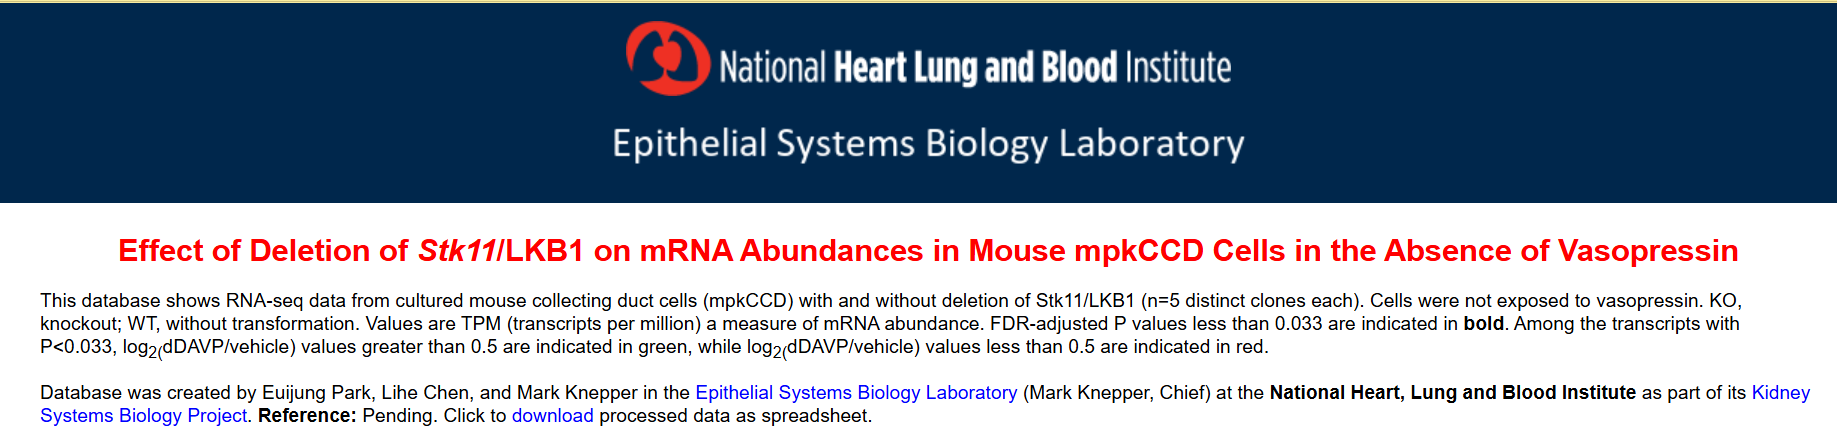 National Heart Lung and Blood Institute
Epithelial Systems Biology Laboratory
Effect of Deletion of Stk11/LKB1 on mRNA Abundances in Mouse mpkCCD Cells in the Absence of Vasopressin
This database shows RNA-seq data from cultured mouse collecting duct cells (mpkCCD) with and without deletion of Stk11/LKB1 (n=5 distinct clones each). Cells were not exposed to vasopressin. KO,
knockout; WT, without transformation. Values are TPM (transcripts per million) a measure of mRNA abundance. FDR-adjusted P values less than 0.033 are indicated in bold. Among the transcripts with
P<0.033, log2(dDAVP/vehicle) values greater than 0.5 are indicated in green, while log2(dDAVP/vehicle) values less than 0.5 are indicated in red.
Database was created by Euijung Park, Lihe Chen, and Mark Knepper in the Epithelial Systems Biology Laboratory (Mark Knepper, Chief) at the National Heart, Lung and Blood Institute as part of its Kidney
Systems Biology Project. Reference: Pending. Click to download processed data as spreadsheet.